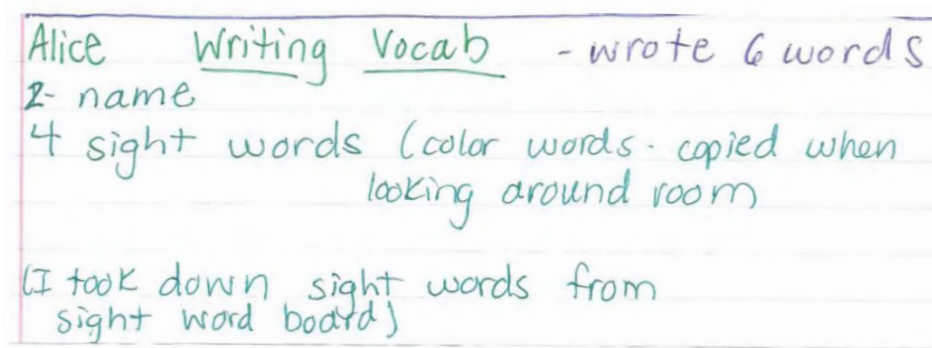 Alice Writing Vocab - wrote 6 words
2- name
4 sight words (color words - copied when
looking around room
(I took down sight words from
sight word board)